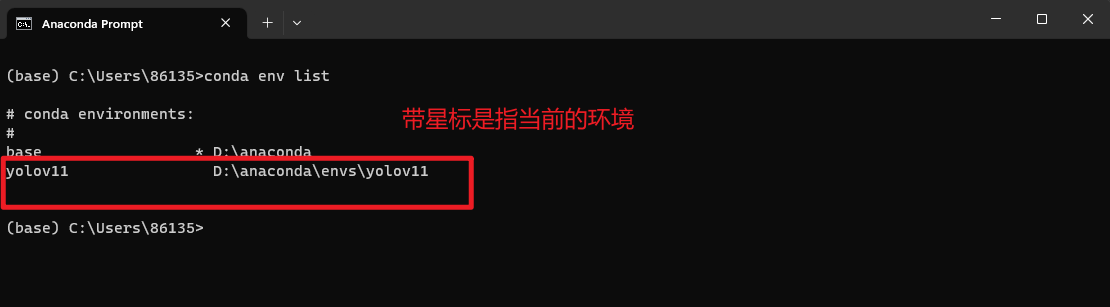 Anaconda Prompt
(base) C:\Users\86135>conda env list
带星标是指当前的环境
# conda environments:
#
base                 * D:\anaconda
yolov11                D:\anaconda\envs\yolov11
(base) C:\Users\86135>